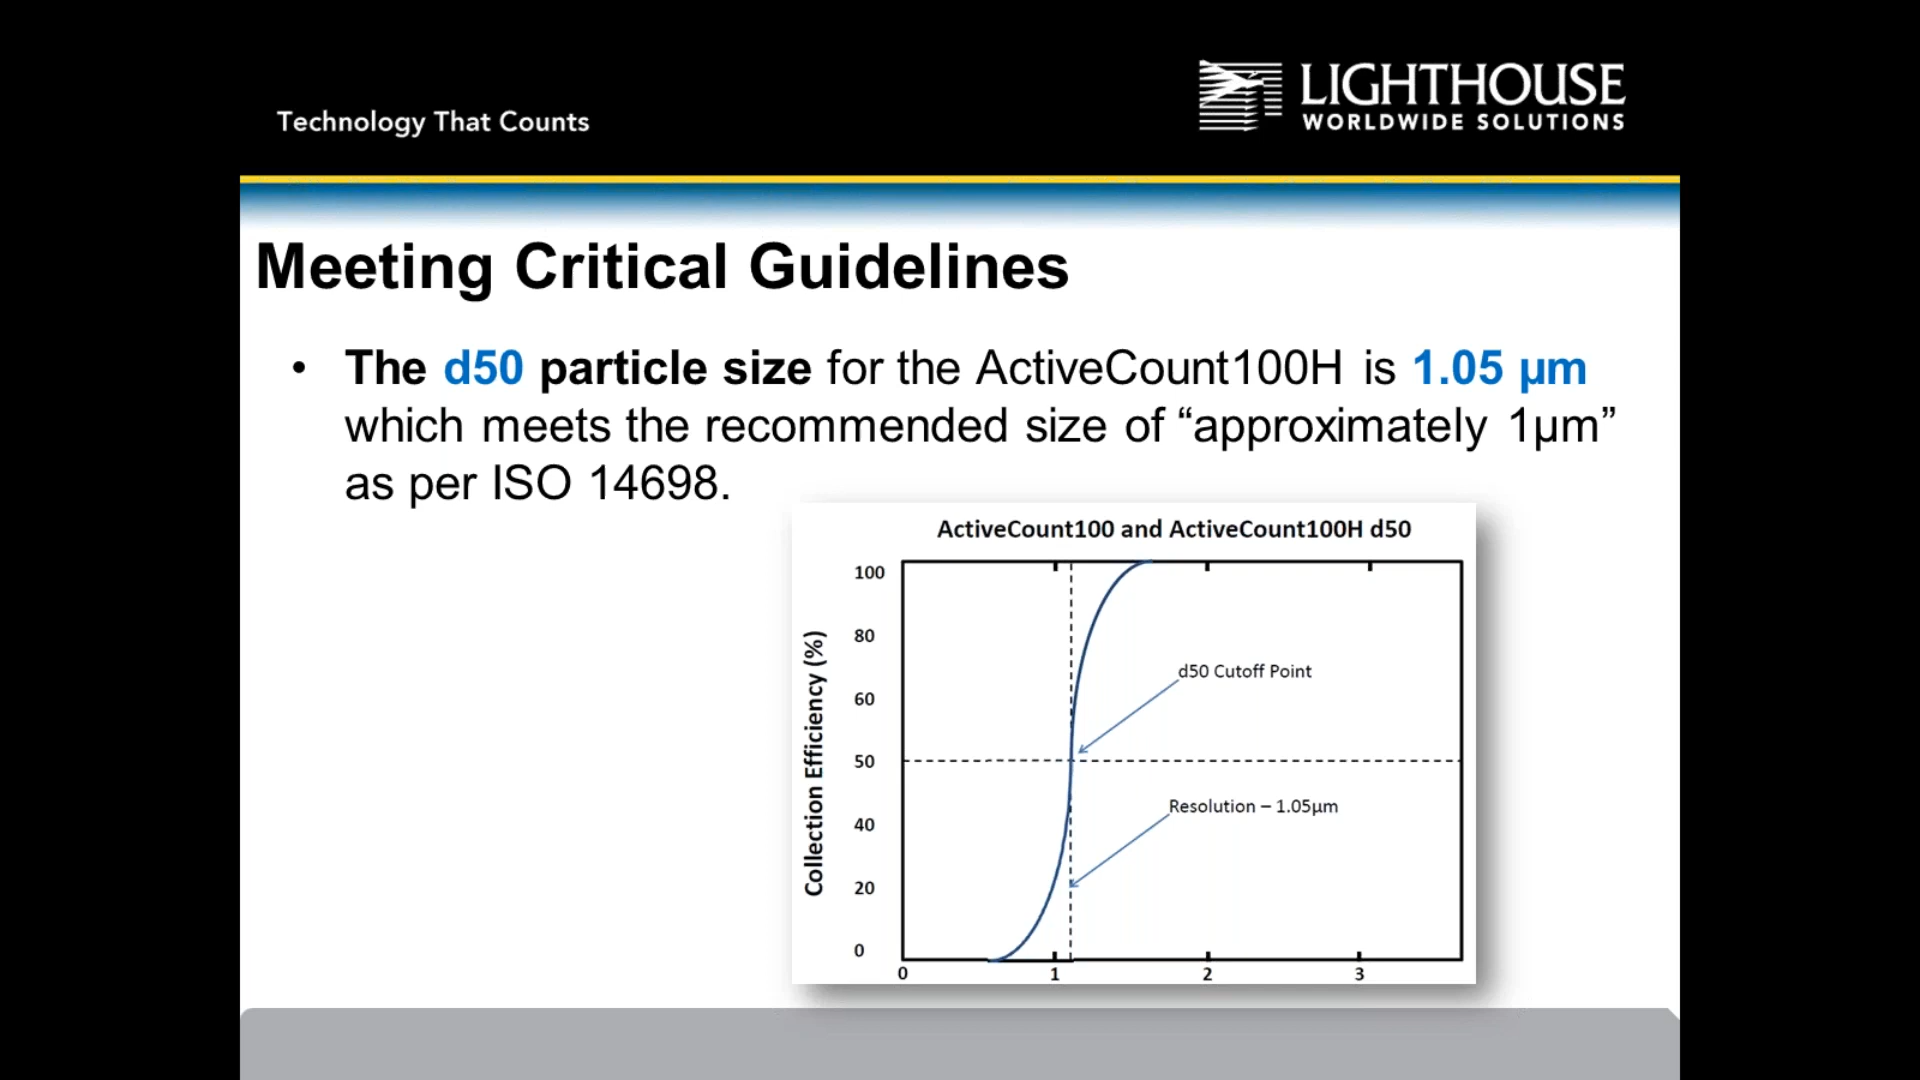 Technology That Counts
LIGHTHOUSE
WORLDWIDE SOLUTIONS
Meeting Critical Guidelines
• The d50 particle size for the ActiveCount100H is 1.05 µm
which meets the recommended size of “approximately 1µm”
as per ISO 14698.
ActiveCount100 and ActiveCount100H d50
Collection Efficiency (%)
100
80
60
50
40
20
0
d50 Cutoff Point
Resolution – 1.05µm
0 1 2 3